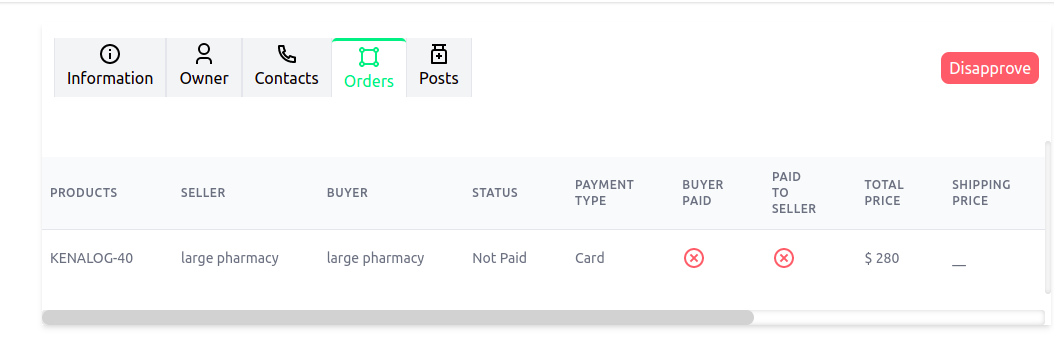 Information
Owner
Contacts
Orders
Posts
Disapprove
PRODUCTS
SELLER
BUYER
STATUS
PAYMENT
TYPE
BUYER
PAID
PAID
TO
SELLER
TOTAL
PRICE
SHIPPING
PRICE
KENALOG-40
large pharmacy
large pharmacy
Not Paid
Card
$ 280
__